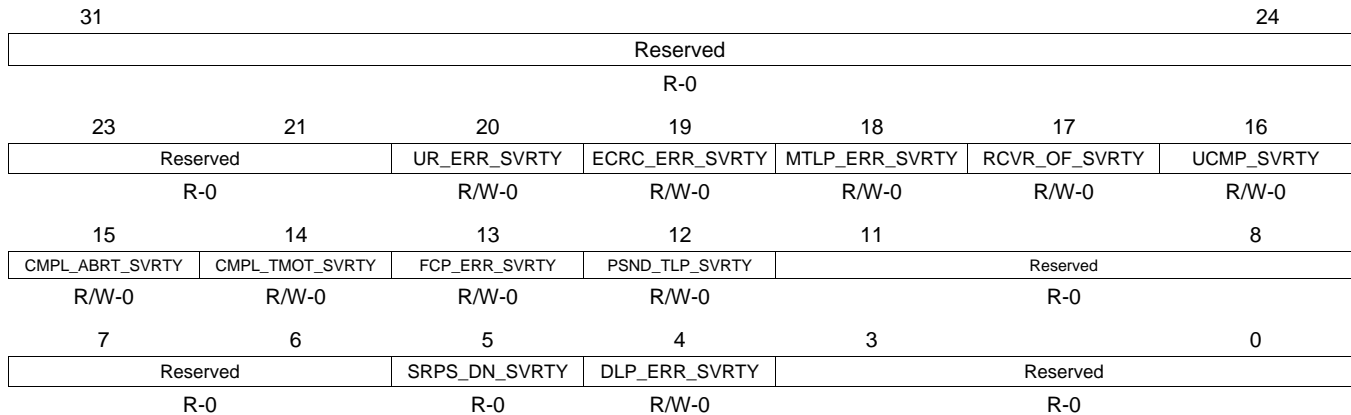 31 24
Reserved
R-0
23 21 20 19 18 17 16
Reserved UR_ERR_SVRTY ECRC_ERR_SVRTY MTLP_ERR_SVRTY RCVR_OF_SVRTY UCMP_SVRTY
R-0 R/W-0 R/W-0 R/W-0 R/W-0 R/W-0
15 14 13 12 11 8
CMPL_ABRT_SVRTY CMPL_TMOT_SVRTY FCP_ERR_SVRTY PSND_TLP_SVRTY Reserved
R/W-0 R/W-0 R/W-0 R/W-0 R-0
7 6 5 4 3 0
Reserved SRPS_DN_SVRTY DLP_ERR_SVRTY Reserved
R-0 R-0 R/W-0 R-0